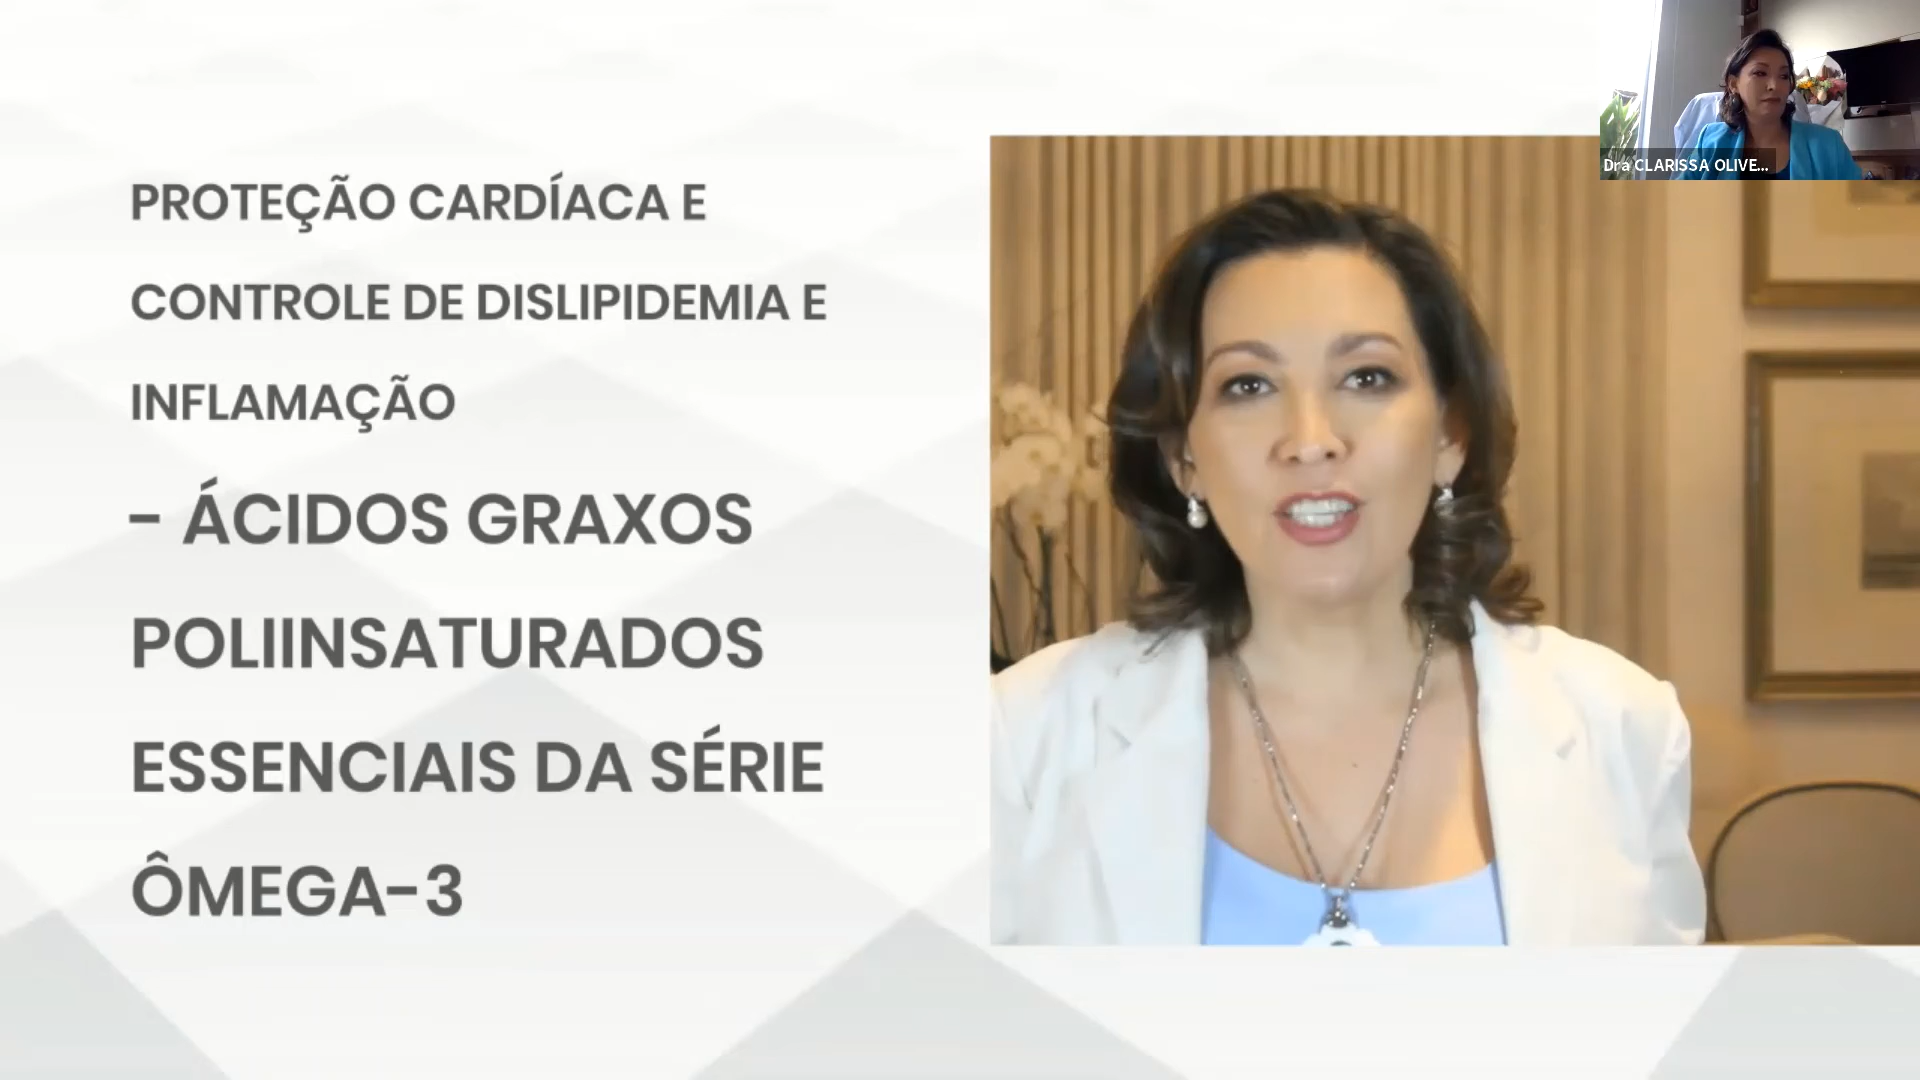 PROTEÇÃO CARDÍACA E
CONTROLE DE DISLIPIDEMIA E
INFLAMAÇÃO
- ÁCIDOS GRAXOS
POLIINSATURADOS
ESSENCIAIS DA SÉRIE
ÔMEGA-3
Dra CLARISSA OLIVE...